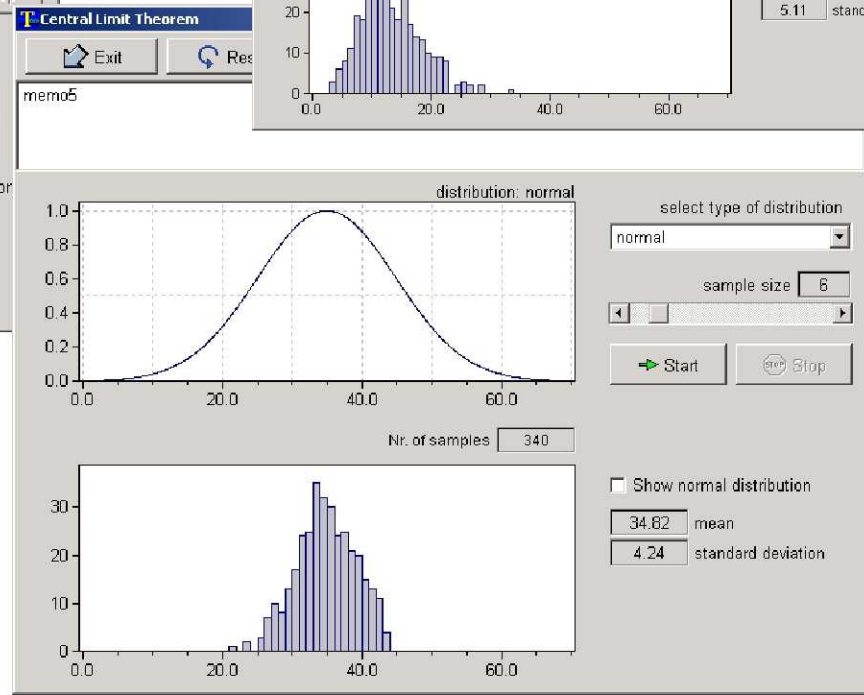 20
10
0
0.0 20.0 40.0 60.0
5.11
Central Limit Theorem
Exit
memo5
distribution: normal
1.0
0.8
0.6
0.4
0.2
0.0
0.0 20.0 40.0 60.0
select type of distribution
normal
sample size 6
Start STOP Stop
Nr. of samples 340
30
20
10
0
0.0 20.0 40.0 60.0
Show normal distribution
34.82 mean
4.24 standard deviation